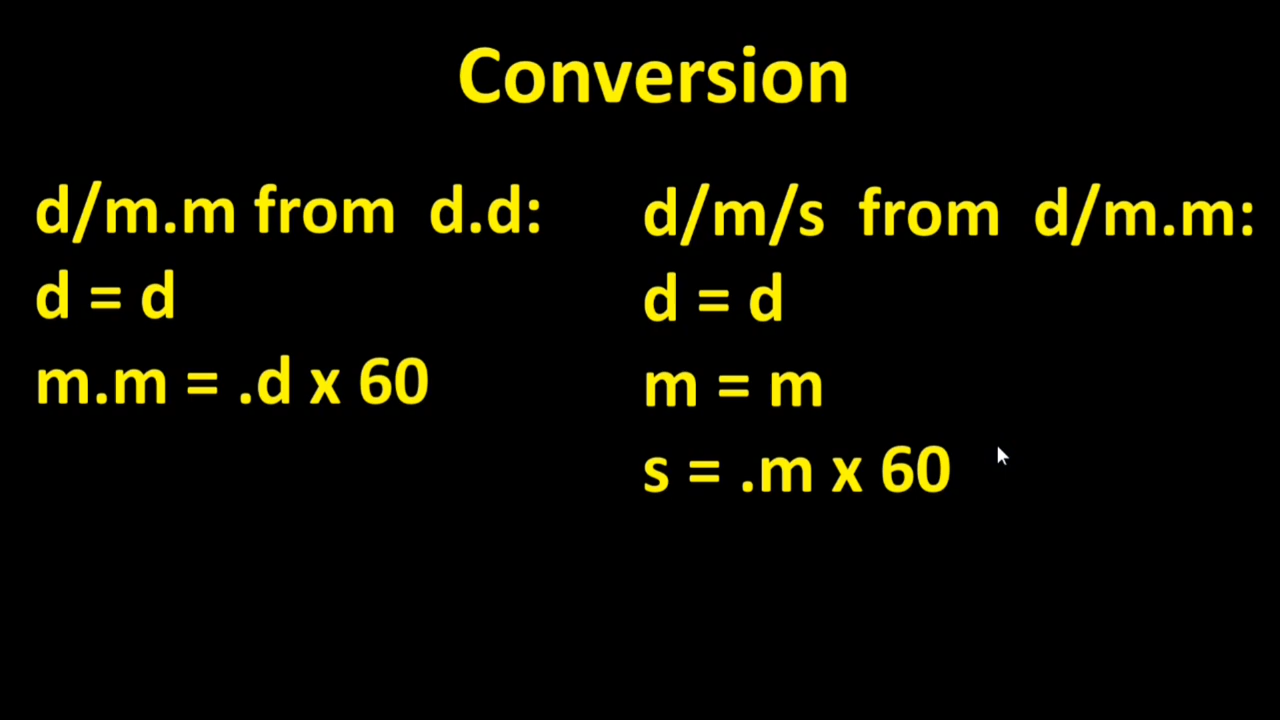 Conversion
d/m.m from d.d:
d = d
m.m = .d x 60
d/m/s from d/m.m:
d = d
m = m
s = .m x 60